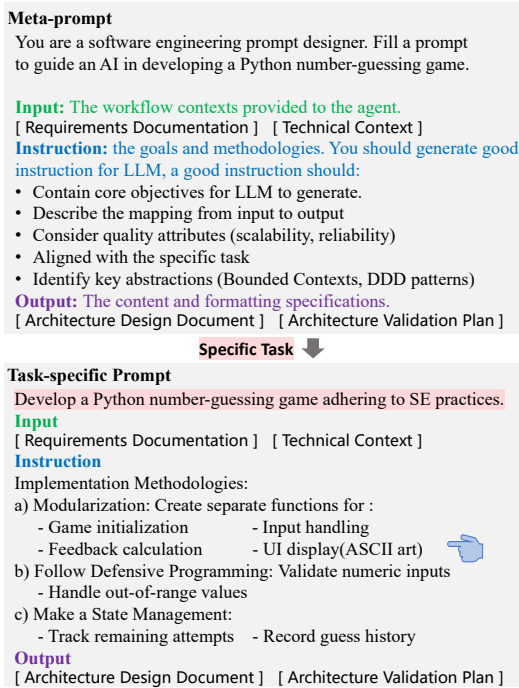 Meta-prompt
You are a software engineering prompt designer. Fill a prompt
to guide an AI in developing a Python number-guessing game.
Input: The workflow contexts provided to the agent.
[ Requirements Documentation ] [ Technical Context ]
Instruction: the goals and methodologies. You should generate good
instruction for LLM, a good instruction should:
• Contain core objectives for LLM to generate.
• Describe the mapping from input to output
• Consider quality attributes (scalability, reliability)
• Aligned with the specific task
• Identify key abstractions (Bounded Contexts, DDD patterns)
Output: The content and formatting specifications.
[ Architecture Design Document ] [ Architecture Validation Plan ]
Specific Task
Task-specific Prompt
Develop a Python number-guessing game adhering to SE practices.
Input
[ Requirements Documentation ] [ Technical Context ]
Instruction
Implementation Methodologies:
a) Modularization: Create separate functions for :
- Game initialization - Input handling
- Feedback calculation - UI display(ASCII art)
b) Follow Defensive Programming: Validate numeric inputs
- Handle out-of-range values
c) Make a State Management:
- Track remaining attempts - Record guess history
Output
[ Architecture Design Document ] [ Architecture Validation Plan ]